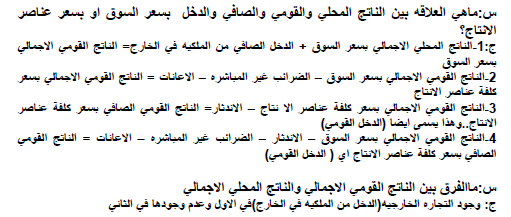 س:ماهي العلاقه بين الناتج المحلي والقومي والصافي والدخل بسعر السوق او بسعر عناصر
الانتاج؟
ج:1-الناتج المحلي الاجمالي بسعر السوق + الدخل الصافي من الملكيه في الخارج= الناتج القومي الاجمالي
بسعر السوق
2-الناتج القومي الاجمالي بسعر السوق – الضرائب غير المباشره – الاعانات = الناتج القومي الاجمالي بسعر
كلفة عناصر الانتاج
3-الناتج القومي الاجمالي بسعر كلفة عناصر الا نتاج – الاندثار= الناتج القومي الصافي بسعر كلفة عناصر
الانتاج..وهذا يسمى ايضا (الدخل القومي)
4-الناتج القومي الاجمالي بسعر السوق – الاندثار – الضرائب غير المباشره – الاعانات = الناتج القومي
الصافي بسعر كلفة عناصر الانتاج اي ( الدخل القومي)
س:ماالفرق بين الناتج القومي الاجمالي والناتج المحلي الاجمالي
ج: وجود التجاره الخارجيه(الدخل من الملكيه في الخارج)في الاول وعدم وجودها في الثاني